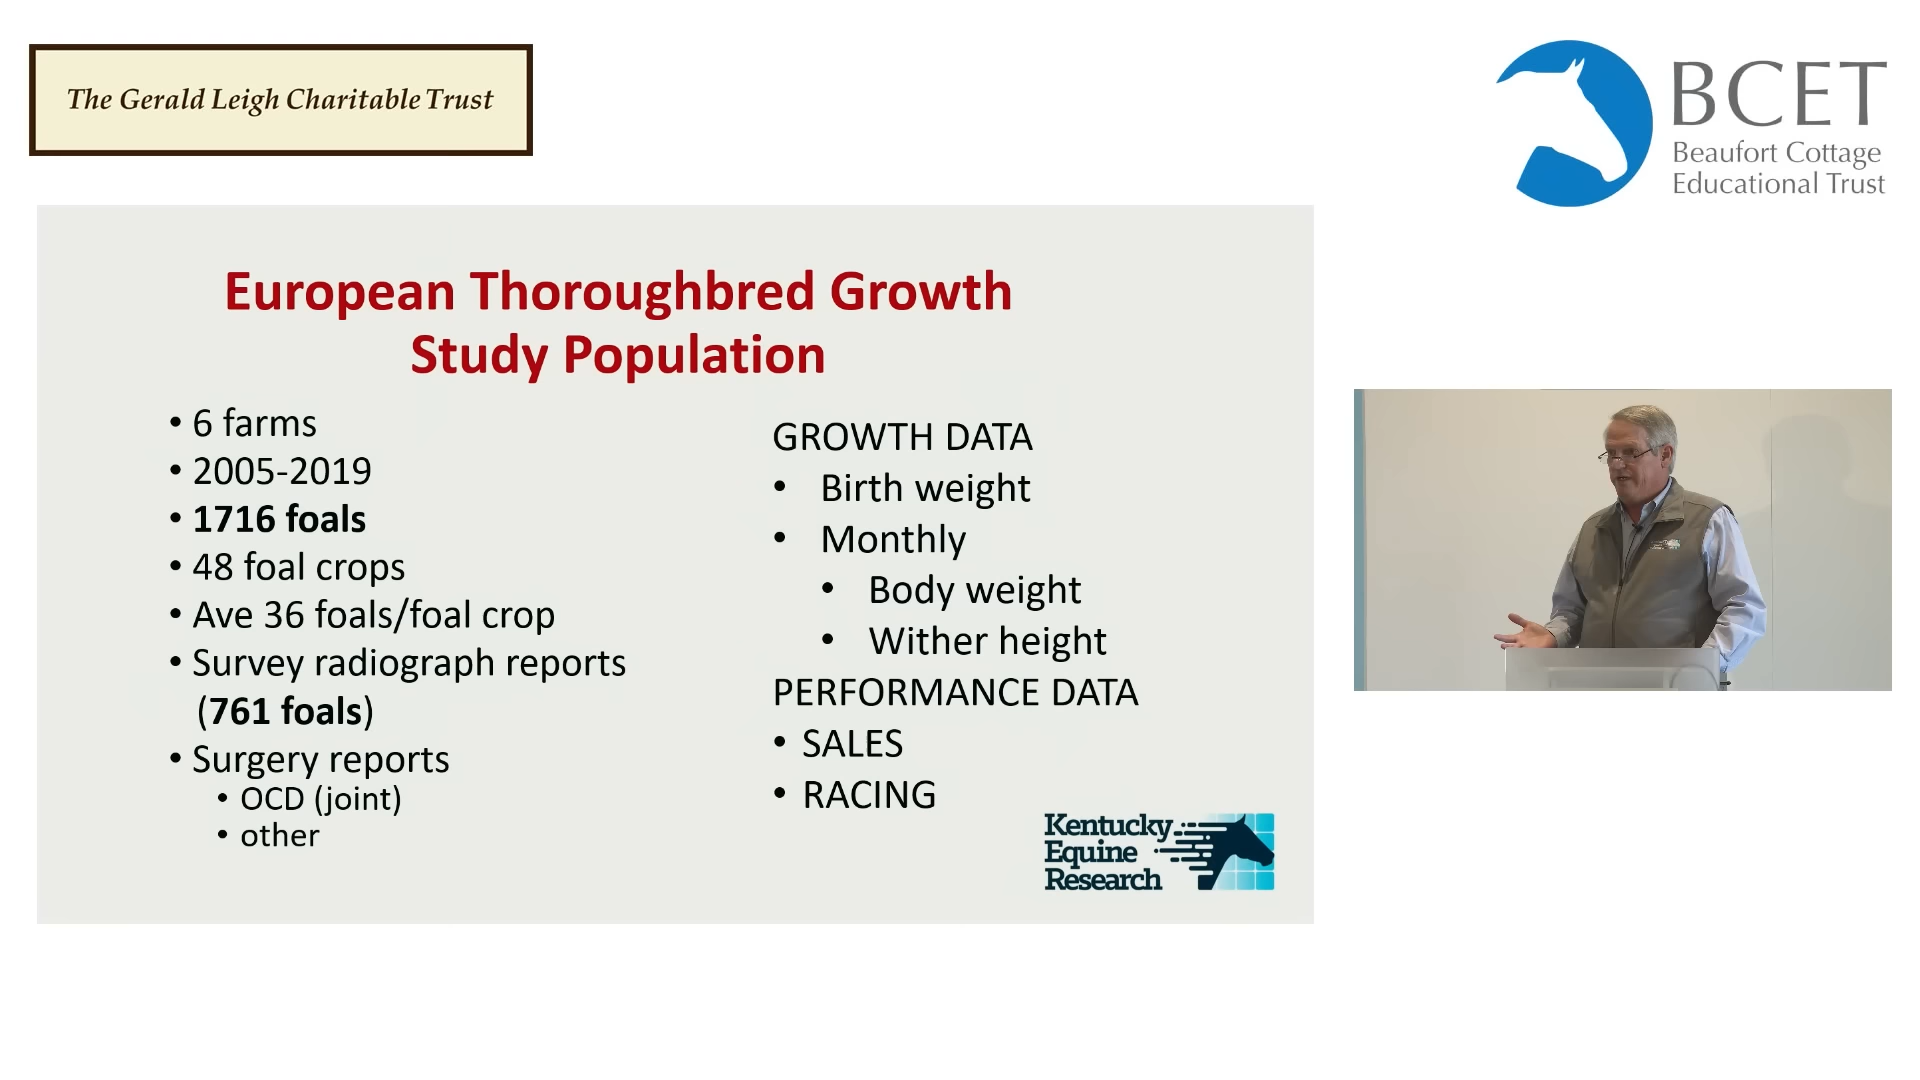 The Gerald Leigh Charitable Trust
BCET
Beaufort Cottage
Educational Trust
European Thoroughbred Growth
Study Population
• 6 farms
• 2005-2019
• 1716 foals
• 48 foal crops
• Ave 36 foals/foal crop
• Survey radiograph reports
(761 foals)
• Surgery reports
• OCD (joint)
• other
GROWTH DATA
• Birth weight
• Monthly
• Body weight
• Wither height
PERFORMANCE DATA
• SALES
• RACING
Kentucky
Equine
Research